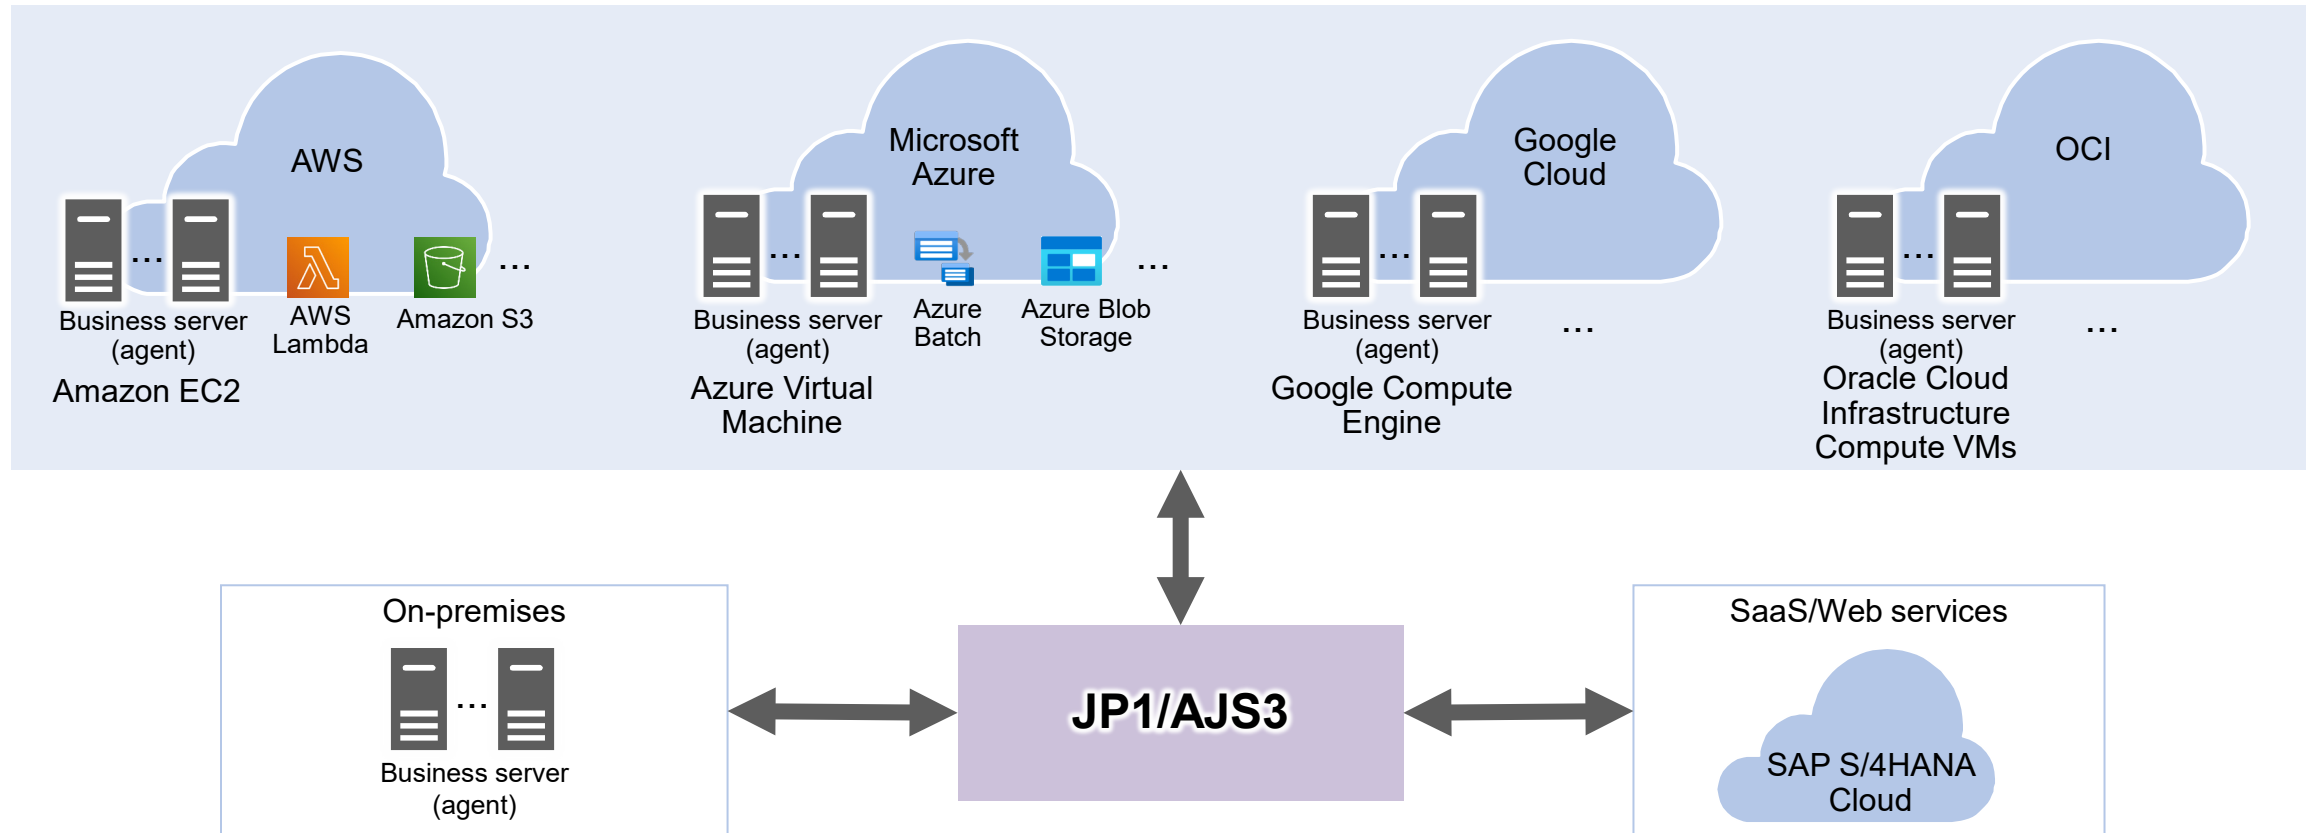 AWS
...
Business server
(agent)
Amazon EC2
AWS
Lambda
Amazon S3
...
Microsoft
Azure
...
Business server
(agent)
Azure Virtual
Machine
Azure
Batch
Azure Blob
Storage
...
Google
Cloud
...
Business server
(agent)
Google Compute
Engine
...
OCI
...
Business server
(agent)
Oracle Cloud
Infrastructure
Compute VMs
...
On-premises
...
Business server
(agent)
JP1/AJS3
SaaS/Web services
SAP S/4HANA
Cloud